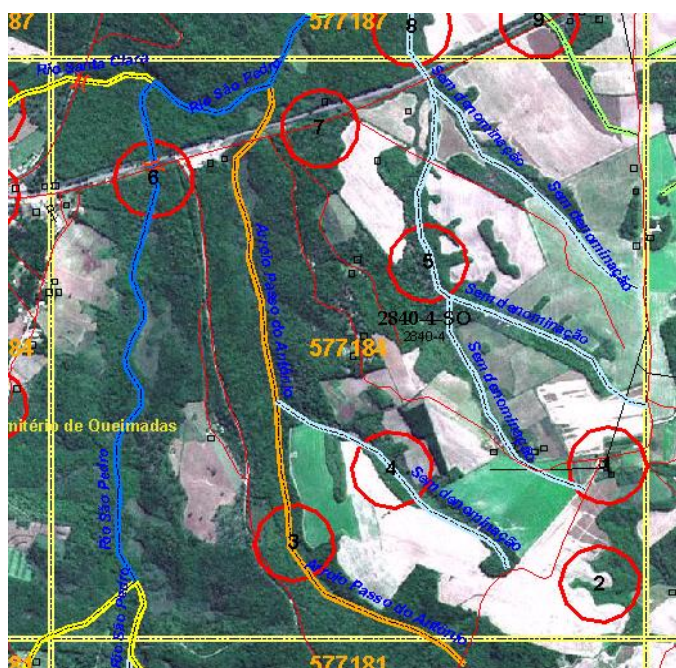 87
577187
8
9
Rio Santa Clara
Rio São Pedro
Sem denominação
7
6
Sem denominação
Arroio Passo do Antônio
5
Sem denominação
2840-4-SO
2840-4
84
577184
Sem denominação
mitério de Queimadas
4
1
Rio São Pedro
Sem denominação
3
2
Arroio Passo do Antônio
Rio São Pedro
577181